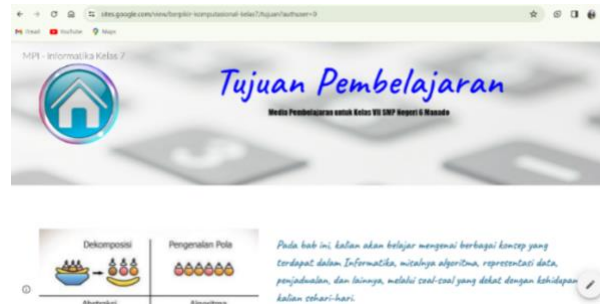 sites.google.com/view/berpikir-komputasional-kelas7/tujuan?authuser=0
Gmail YouTube Maps
MPI - Informatika Kelas 7
Tujuan Pembelajaran
Media Pembelajaran untuk Kelas VII SMP Negeri 6 Manado
Dekomposisi Pengenalan Pola
Abstraksi Algoritma
Pada bab ini, kalian akan belajar mengenai berbagai konsep yang
terdapat dalam Informatika, misalnya algoritma, representasi data,
penjadwalan, dan lainnya, melalui soal-soal yang dekat dengan kehidupan
kalian sehari-hari.